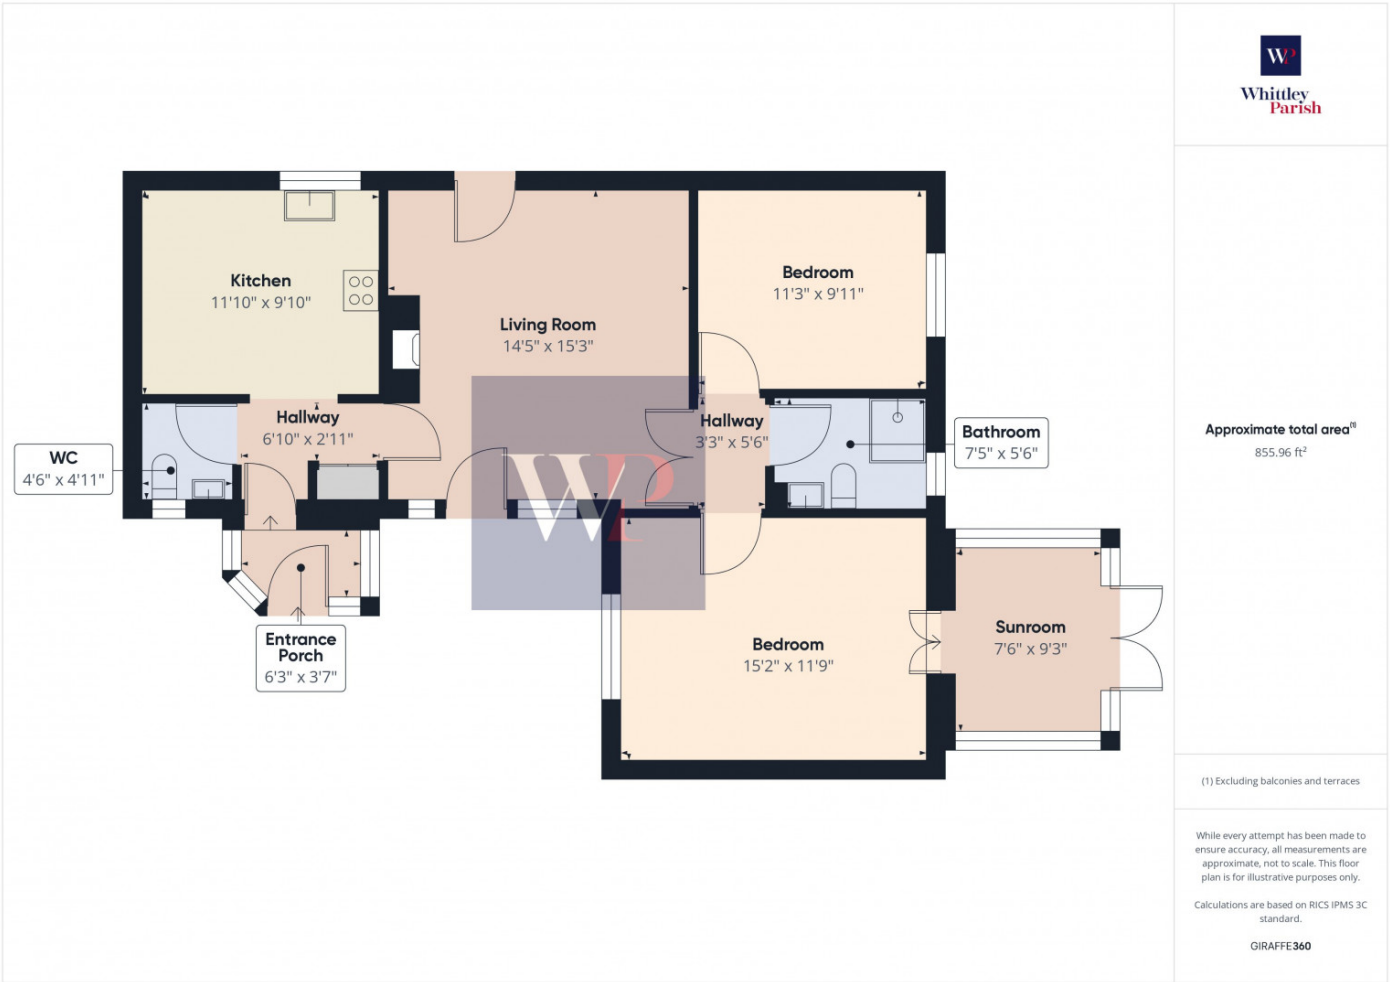 WP
Whittley
Parish
Kitchen
11'10" x 9'10"
Living Room
14'5" x 15'3"
Bedroom
11'3" x 9'11"
Hallway
6'10" x 2'11"
Hallway
3'3" x 5'6"
Bathroom
7'5" x 5'6"
WC
4'6" x 4'11"
WP
Entrance
Porch
6'3" x 3'7"
Bedroom
15'2" x 11'9"
Sunroom
7'6" x 9'3"
Approximate total area⁽¹⁾
855.96 ft²
(1) Excluding balconies and terraces
While every attempt has been made to
ensure accuracy, all measurements are
approximate, not to scale. This floor
plan is for illustrative purposes only.
Calculations are based on RICS IPMS 3C
standard.
GIRAFFE360